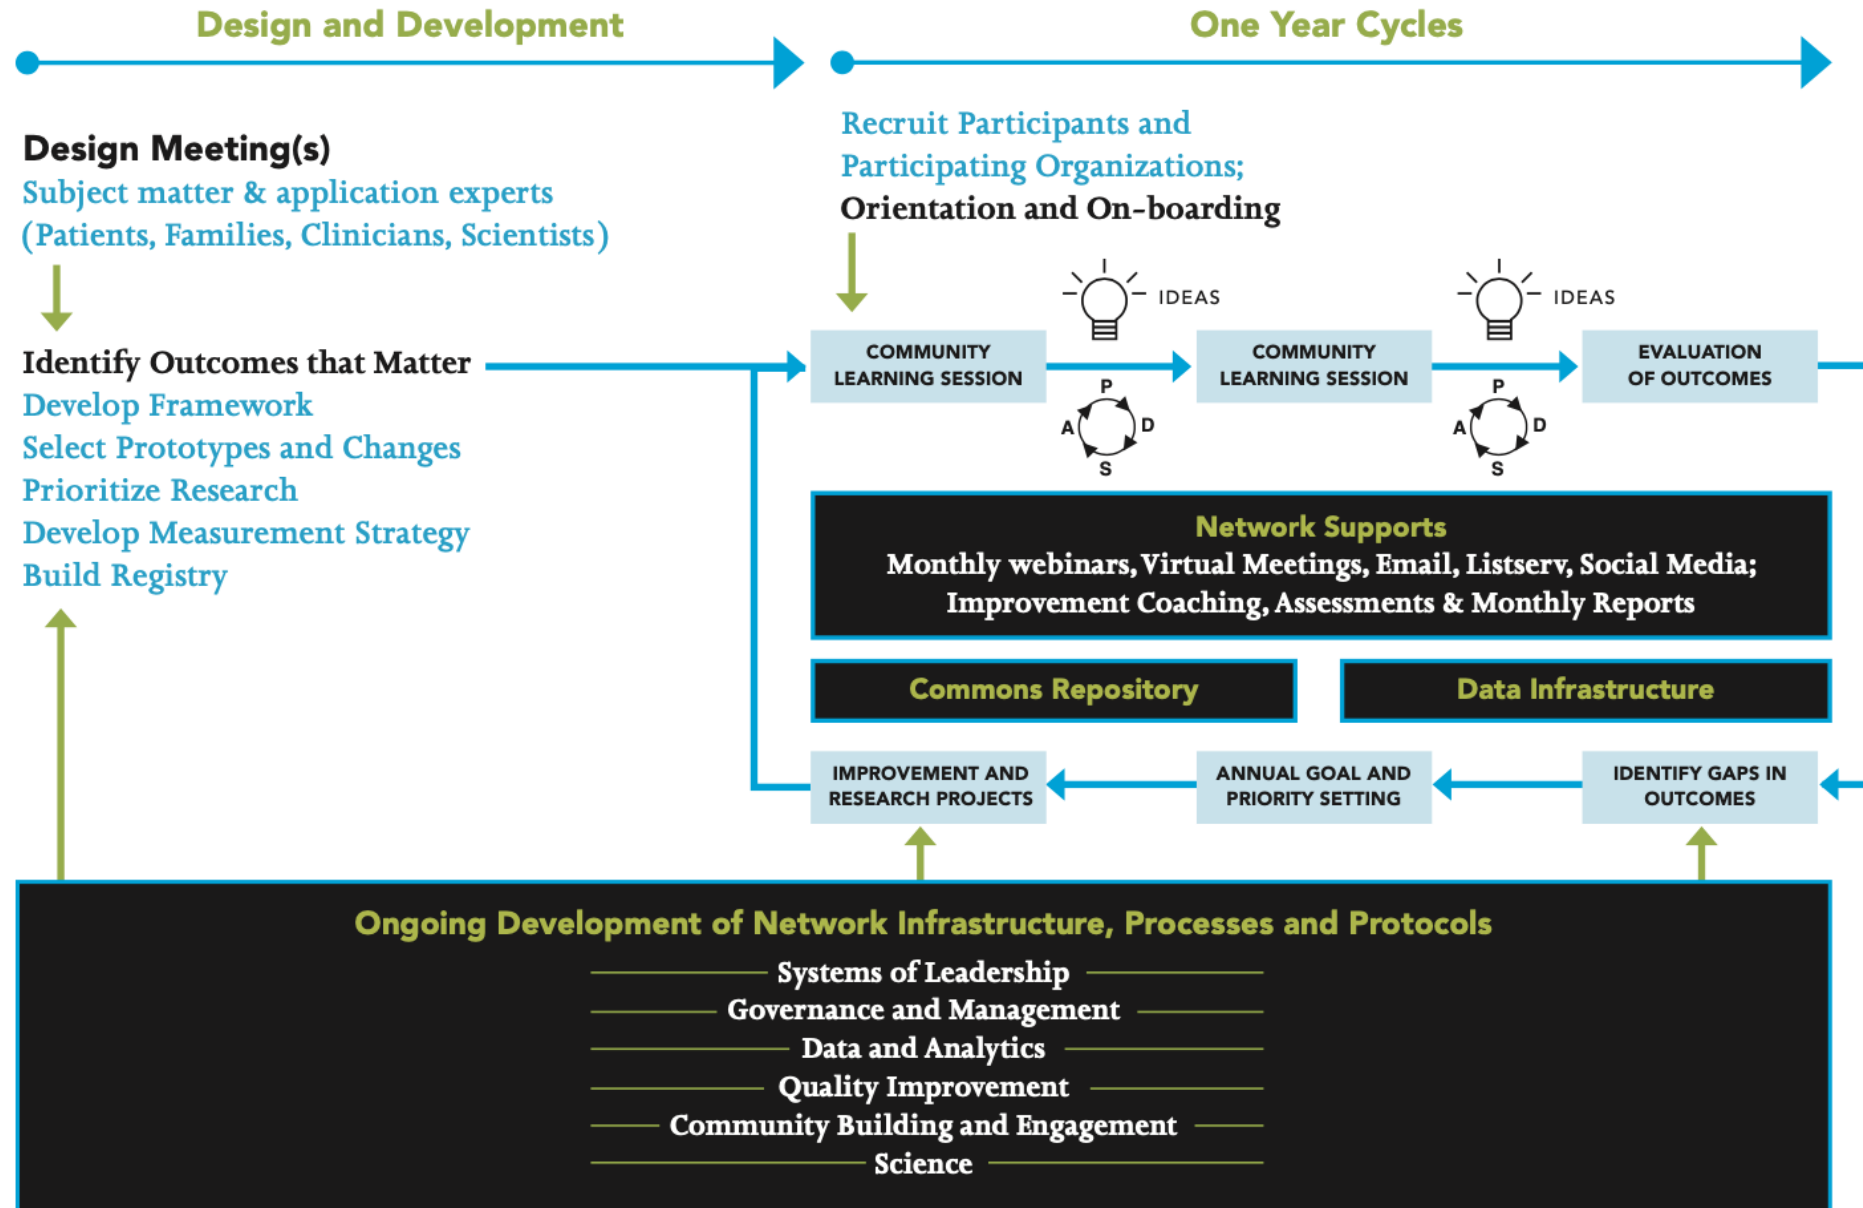 Design and Development
One Year Cycles
Design Meeting(s)
Subject matter & application experts
(Patients, Families, Clinicians, Scientists)
Identify Outcomes that Matter
Develop Framework
Select Prototypes and Changes
Prioritize Research
Develop Measurement Strategy
Build Registry
Recruit Participants and
Participating Organizations;
Orientation and On-boarding
COMMUNITY
LEARNING SESSION
IDEAS
P
D
S
A
COMMUNITY
LEARNING SESSION
IDEAS
P
D
S
A
EVALUATION
OF OUTCOMES
Network Supports
Monthly webinars, Virtual Meetings, Email, Listserv, Social Media;
Improvement Coaching, Assessments & Monthly Reports
Commons Repository
Data Infrastructure
IMPROVEMENT AND
RESEARCH PROJECTS
ANNUAL GOAL AND
PRIORITY SETTING
IDENTIFY GAPS IN
OUTCOMES
Ongoing Development of Network Infrastructure, Processes and Protocols
Systems of Leadership
Governance and Management
Data and Analytics
Quality Improvement
Community Building and Engagement
Science